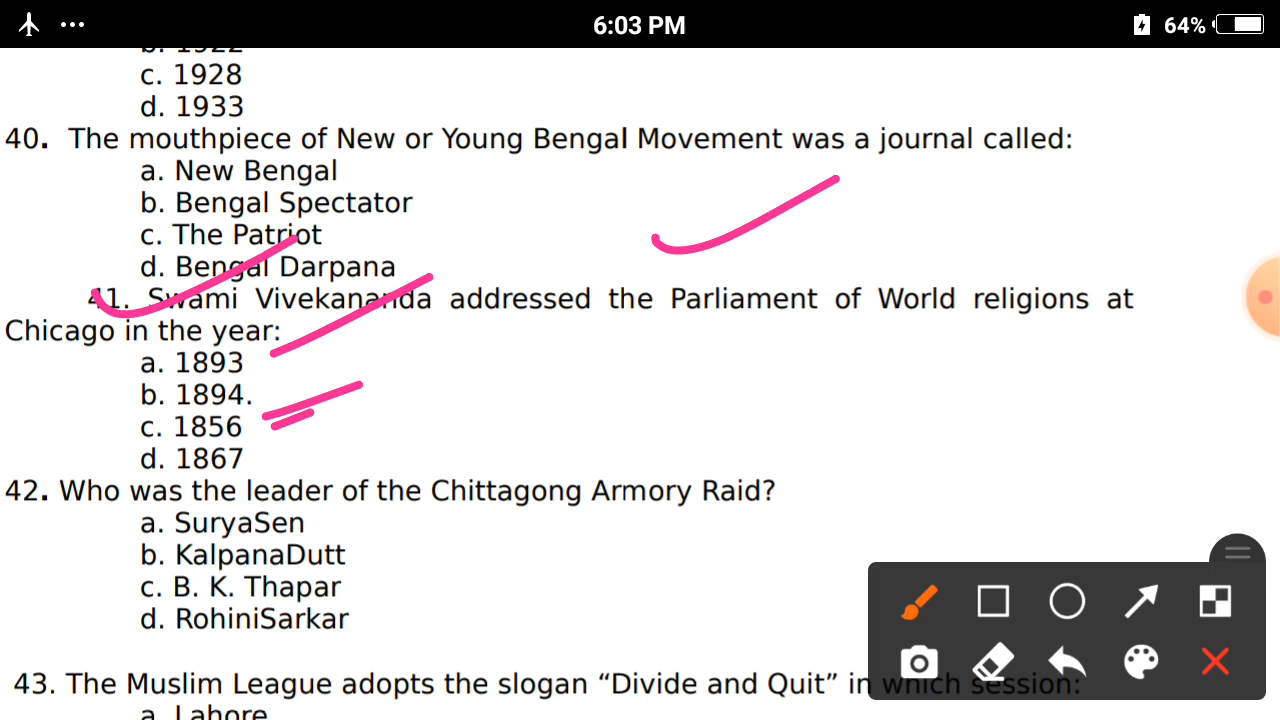 6:03 PM
64%
b. 1922
c. 1928
d. 1933
40. The mouthpiece of New or Young Bengal Movement was a journal called:
a. New Bengal
b. Bengal Spectator
c. The Patriot
d. Bengal Darpana
41. Swami Vivekananda addressed the Parliament of World religions at
Chicago in the year:
a. 1893
b. 1894.
c. 1856
d. 1867
42. Who was the leader of the Chittagong Armory Raid?
a. SuryaSen
b. KalpanaDutt
c. B. K. Thapar
d. RohiniSarkar
43. The Muslim League adopts the slogan “Divide and Quit” in which session:
a. Lahore